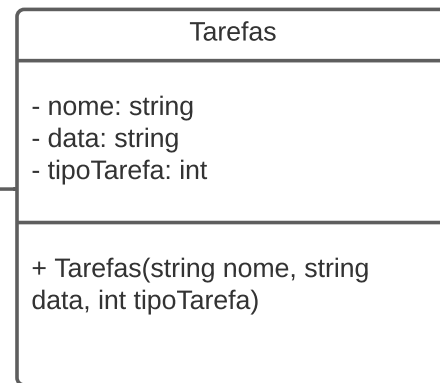 Tarefas
- nome: string
- data: string
- tipoTarefa: int
+ Tarefas(string nome, string
data, int tipoTarefa)